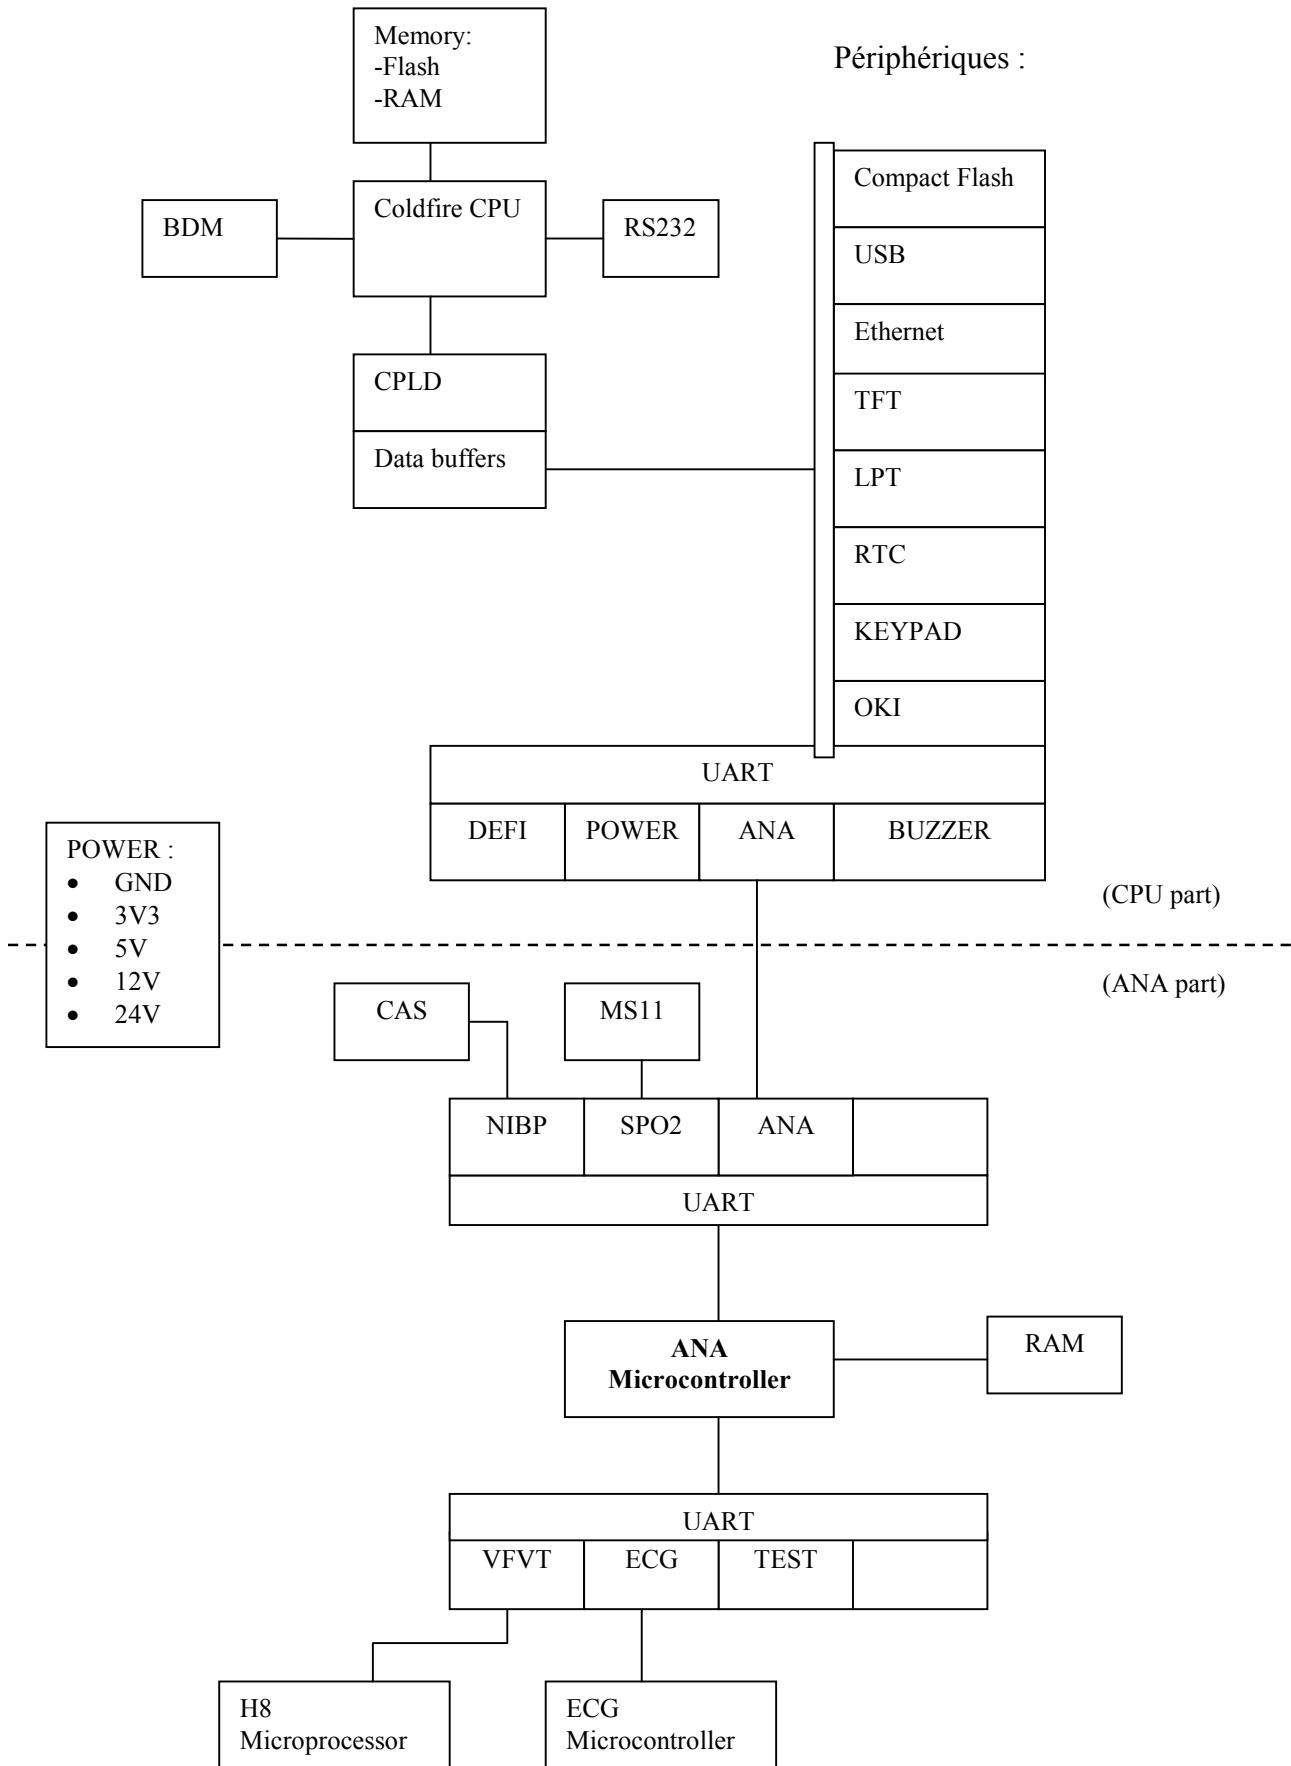 Memory:
-Flash
-RAM
Périphériques :
Compact Flash
Coldfire CPU
BDM
RS232
USB
Ethernet
CPLD
TFT
Data buffers
LPT
RTC
KEYPAD
OKI
UART
DEFI
POWER
ANA
BUZZER
POWER :
• GND
• 3V3
• 5V
• 12V
• 24V
(CPU part)
(ANA part)
CAS
MS11
NIBP
SPO2
ANA
UART
ANA
Microcontroller
RAM
UART
VFVT
ECG
TEST
H8
Microprocessor
ECG
Microcontroller